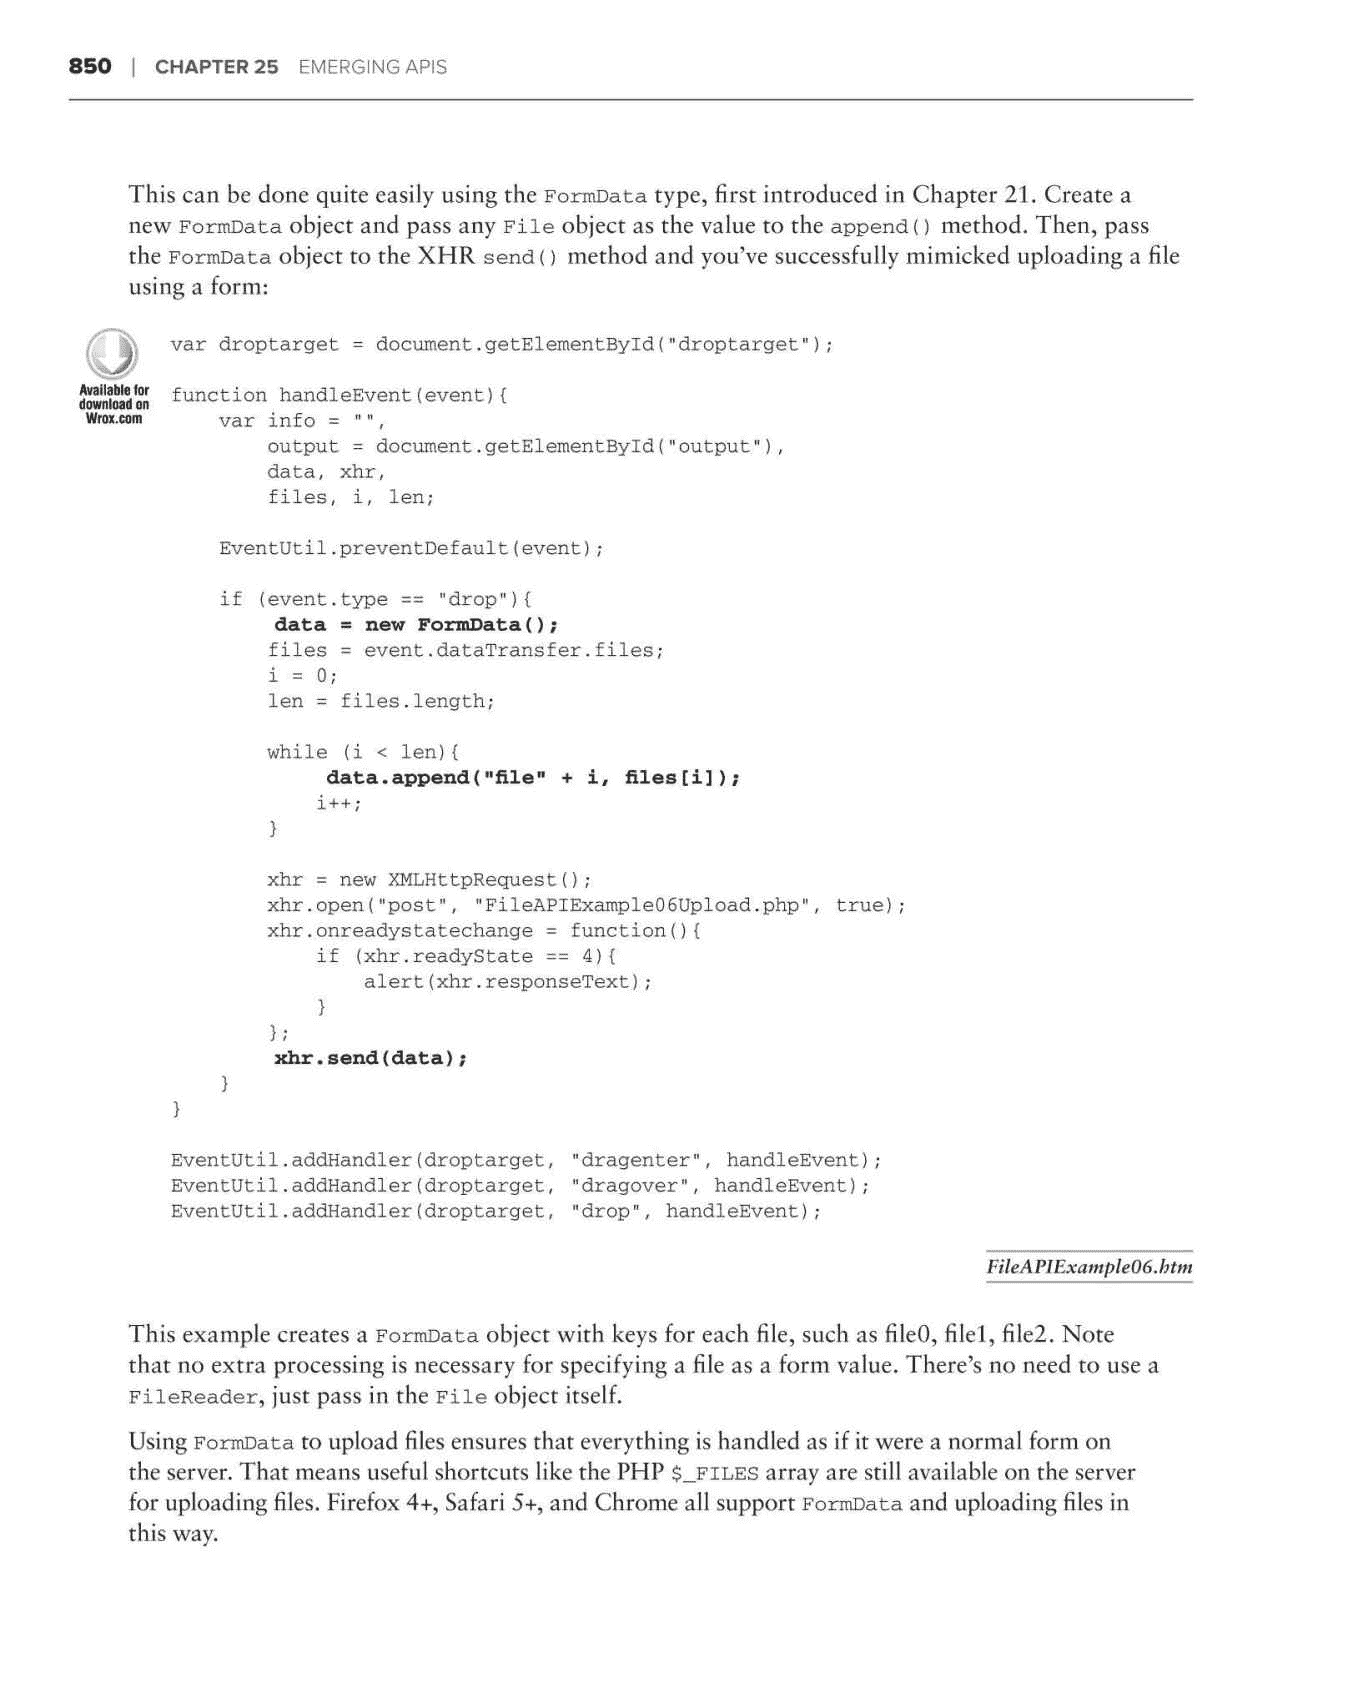 850 | CHAPTER 25 EMERGING APIS
This can be done quite easily using the FormData type, first introduced in Chapter 21. Create a
new FormData object and pass any File object as the value to the append() method. Then, pass
the FormData object to the XHR send() method and you've successfully mimicked uploading a file
using a form:
Available for
download on
Wrox.com
var droptarget = document.getElementById("droptarget");
function handleEvent(event){
    var info = "",
        output = document.getElementById("output"),
        data, xhr,
        files, i, len;
    EventUtil.preventDefault(event);
    if (event.type == "drop"){
        data = new FormData();
        files = event.dataTransfer.files;
        i = 0;
        len = files.length;
        while (i < len){
            data.append("file" + i, files[i]);
            i++;
        }
        xhr = new XMLHttpRequest();
        xhr.open("post", "FileAPIExample06Upload.php", true);
        xhr.onreadystatechange = function(){
            if (xhr.readyState == 4){
                alert(xhr.responseText);
            }
        };
        xhr.send(data);
    }
}
EventUtil.addHandler(droptarget, "dragenter", handleEvent);
EventUtil.addHandler(droptarget, "dragover", handleEvent);
EventUtil.addHandler(droptarget, "drop", handleEvent);
FileAPIExample06.htm
This example creates a FormData object with keys for each file, such as file0, file1, file2. Note
that no extra processing is necessary for specifying a file as a form value. There's no need to use a
FileReader, just pass in the File object itself.
Using FormData to upload files ensures that everything is handled as if it were a normal form on
the server. That means useful shortcuts like the PHP $_FILES array are still available on the server
for uploading files. Firefox 4+, Safari 5+, and Chrome all support FormData and uploading files in
this way.